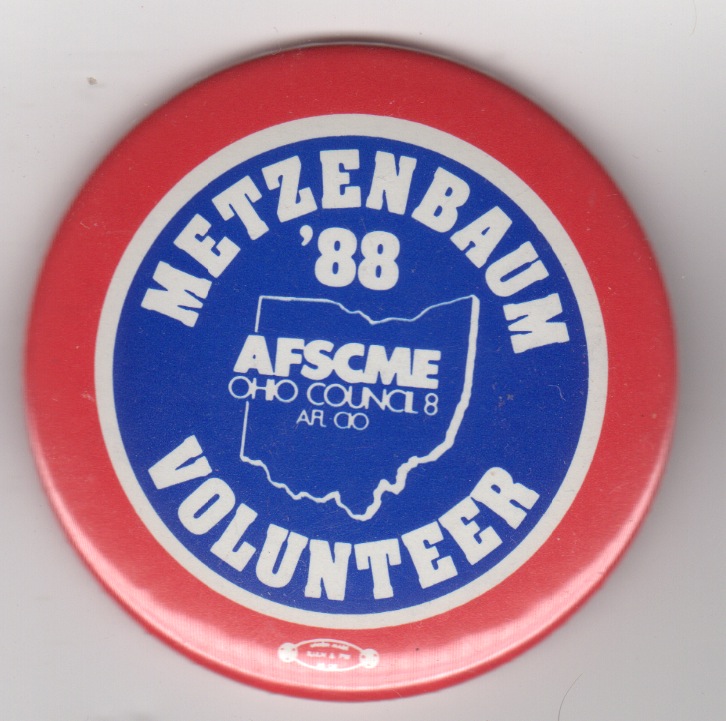 METZENBAUM
'88
AFSCME
OHIO COUNCIL 8
AFL CIO
VOLUNTEER